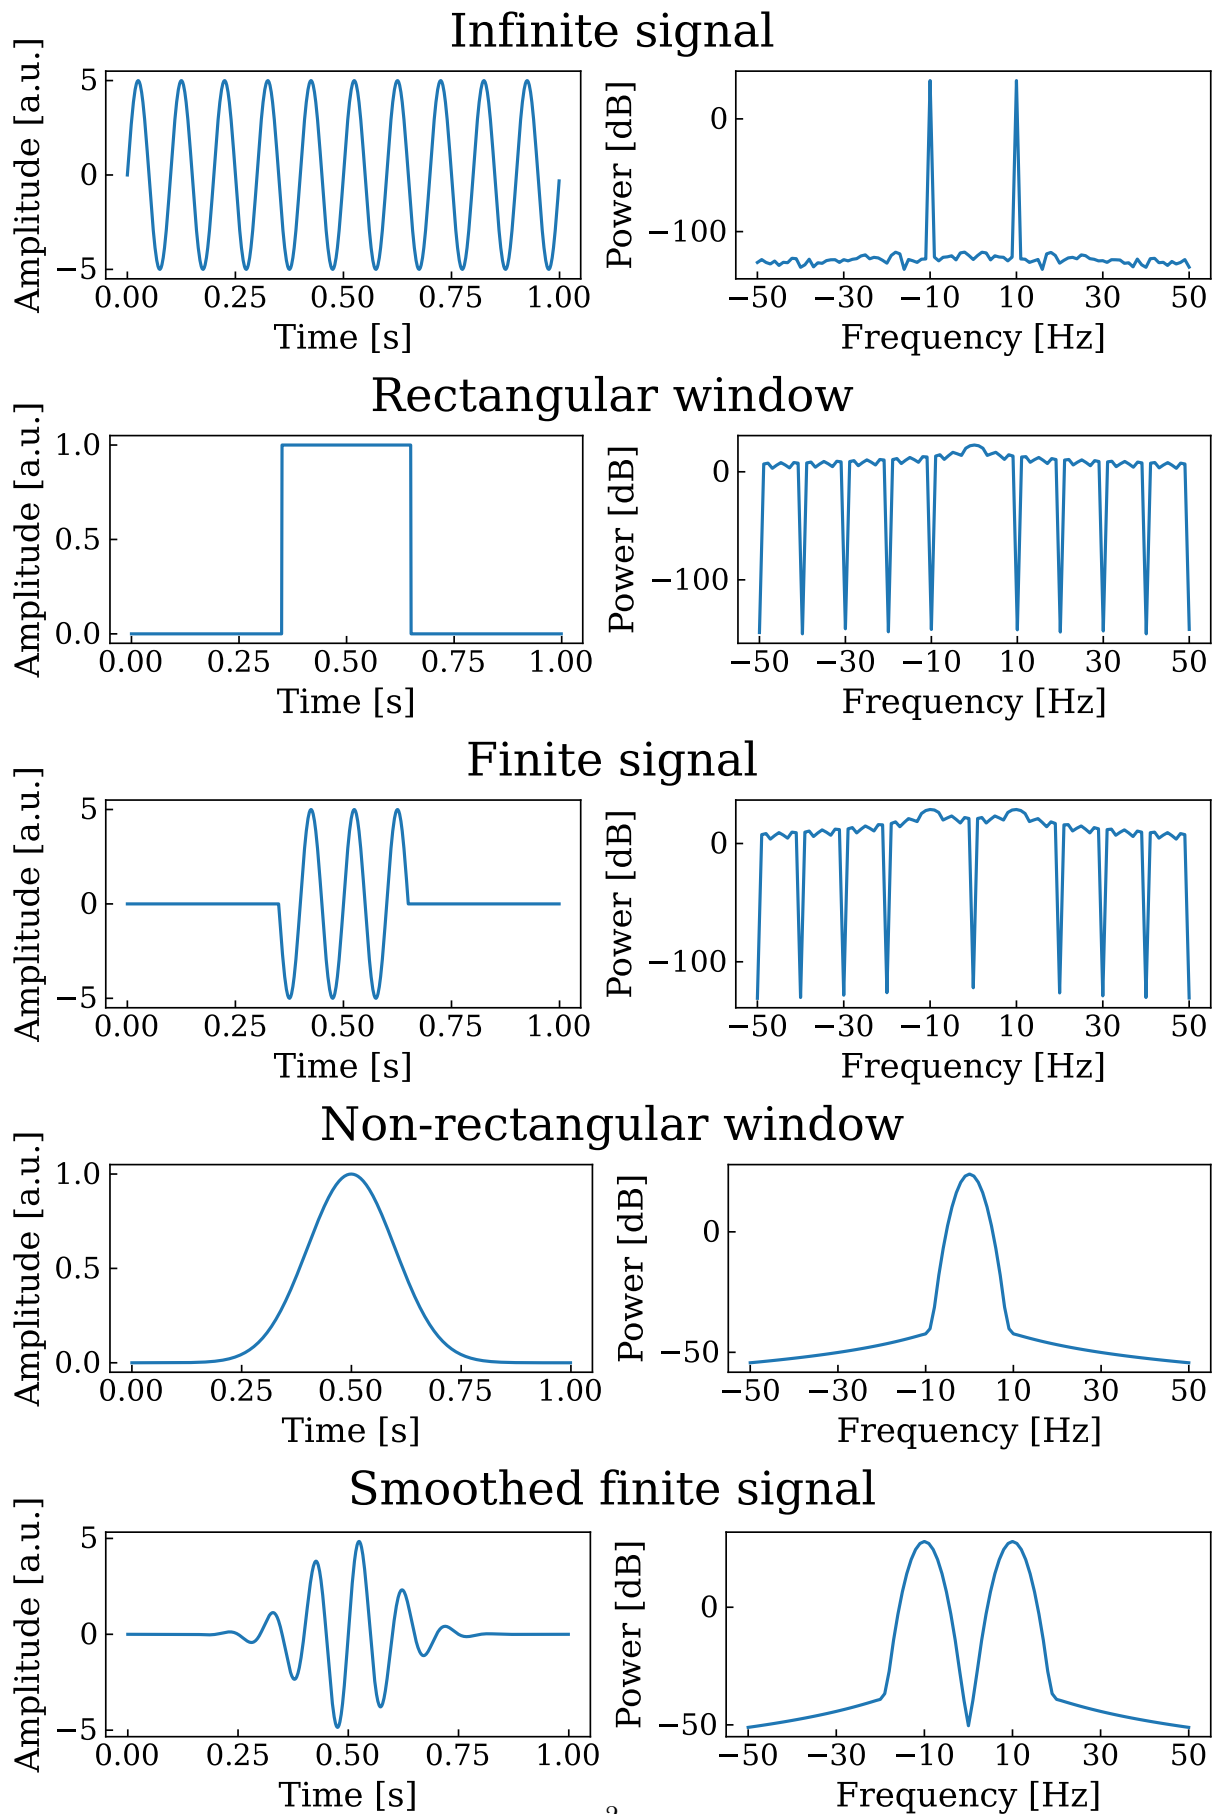 Infinite signal
Amplitude [a.u.]
5
0
−5
0.00 0.25 0.50 0.75 1.00
Time [s]
Power [dB]
0
−100
−50 −30 −10 10 30 50
Frequency [Hz]
Rectangular window
Amplitude [a.u.]
1.0
0.5
0.0
0.00 0.25 0.50 0.75 1.00
Time [s]
Power [dB]
0
−100
−50 −30 −10 10 30 50
Frequency [Hz]
Finite signal
Amplitude [a.u.]
5
0
−5
0.00 0.25 0.50 0.75 1.00
Time [s]
Power [dB]
0
−100
−50 −30 −10 10 30 50
Frequency [Hz]
Non-rectangular window
Amplitude [a.u.]
1.0
0.5
0.0
0.00 0.25 0.50 0.75 1.00
Time [s]
Power [dB]
0
−50
−50 −30 −10 10 30 50
Frequency [Hz]
Smoothed finite signal
Amplitude [a.u.]
5
0
−5
0.00 0.25 0.50 0.75 1.00
Time [s]
Power [dB]
0
−50
−50 −30 −10 10 30 50
Frequency [Hz]